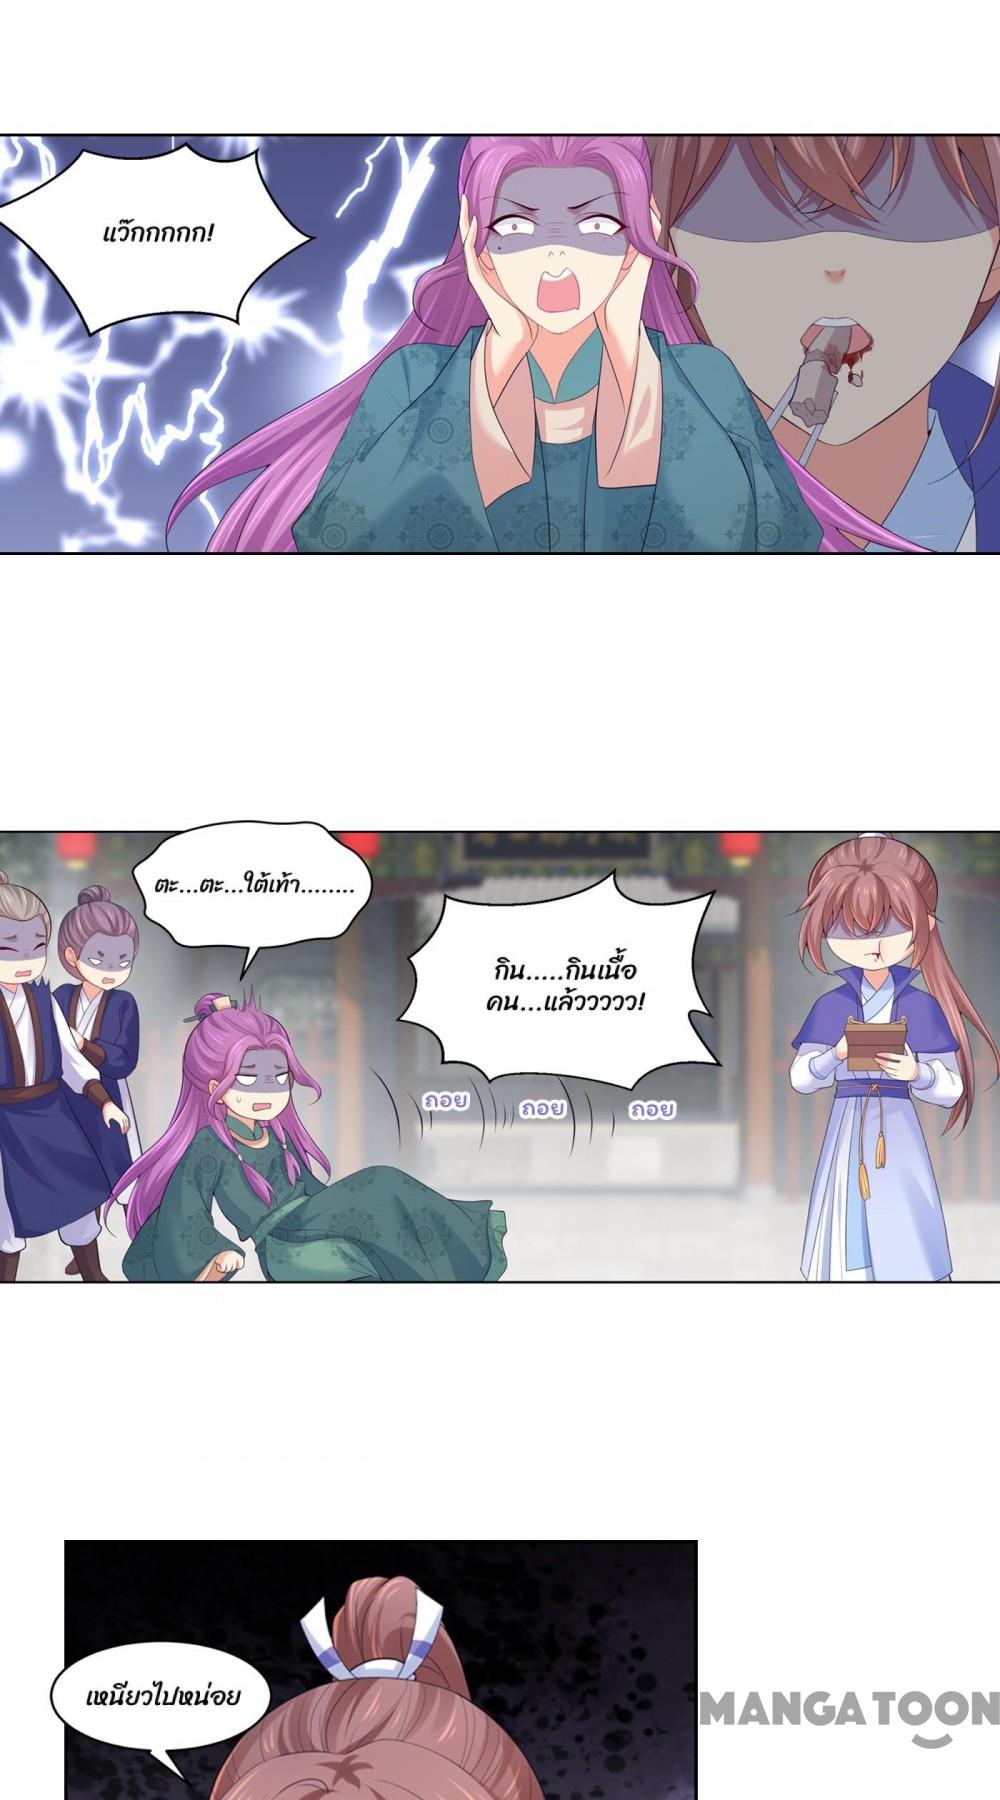 แว๊กกกกก!
ตะ...ตะ...ใต้เท้า........
กิน.....กินเนื้อ
คน...แล้ววววว!
ถอย
ถอย
ถอย
เหนียวไปหน่อย
MANGATOON